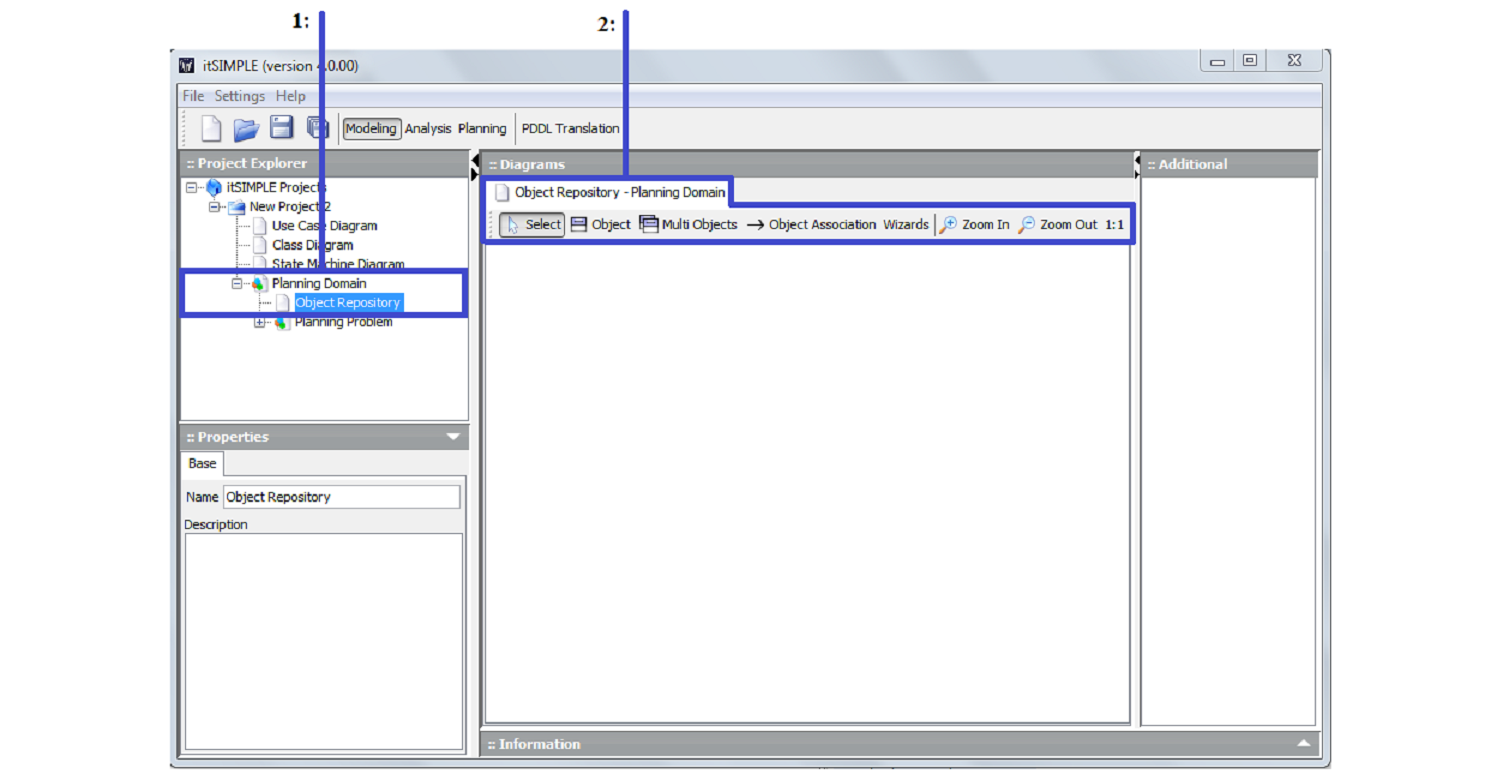 1:
2:
itSIMPLE (version 4.0.00)
File Settings Help
Modeling Analysis Planning PDDL Translation
:: Project Explorer
itSIMPLE Projects
New Project 2
Use Case Diagram
Class Diagram
State Machine Diagram
Planning Domain
Object Repository
Planning Problem
:: Properties
Base
Name Object Repository
Description
:: Diagrams
Object Repository - Planning Domain
Select Object Multi Objects Object Association Wizards Zoom In Zoom Out 1:1
:: Additional
:: Information